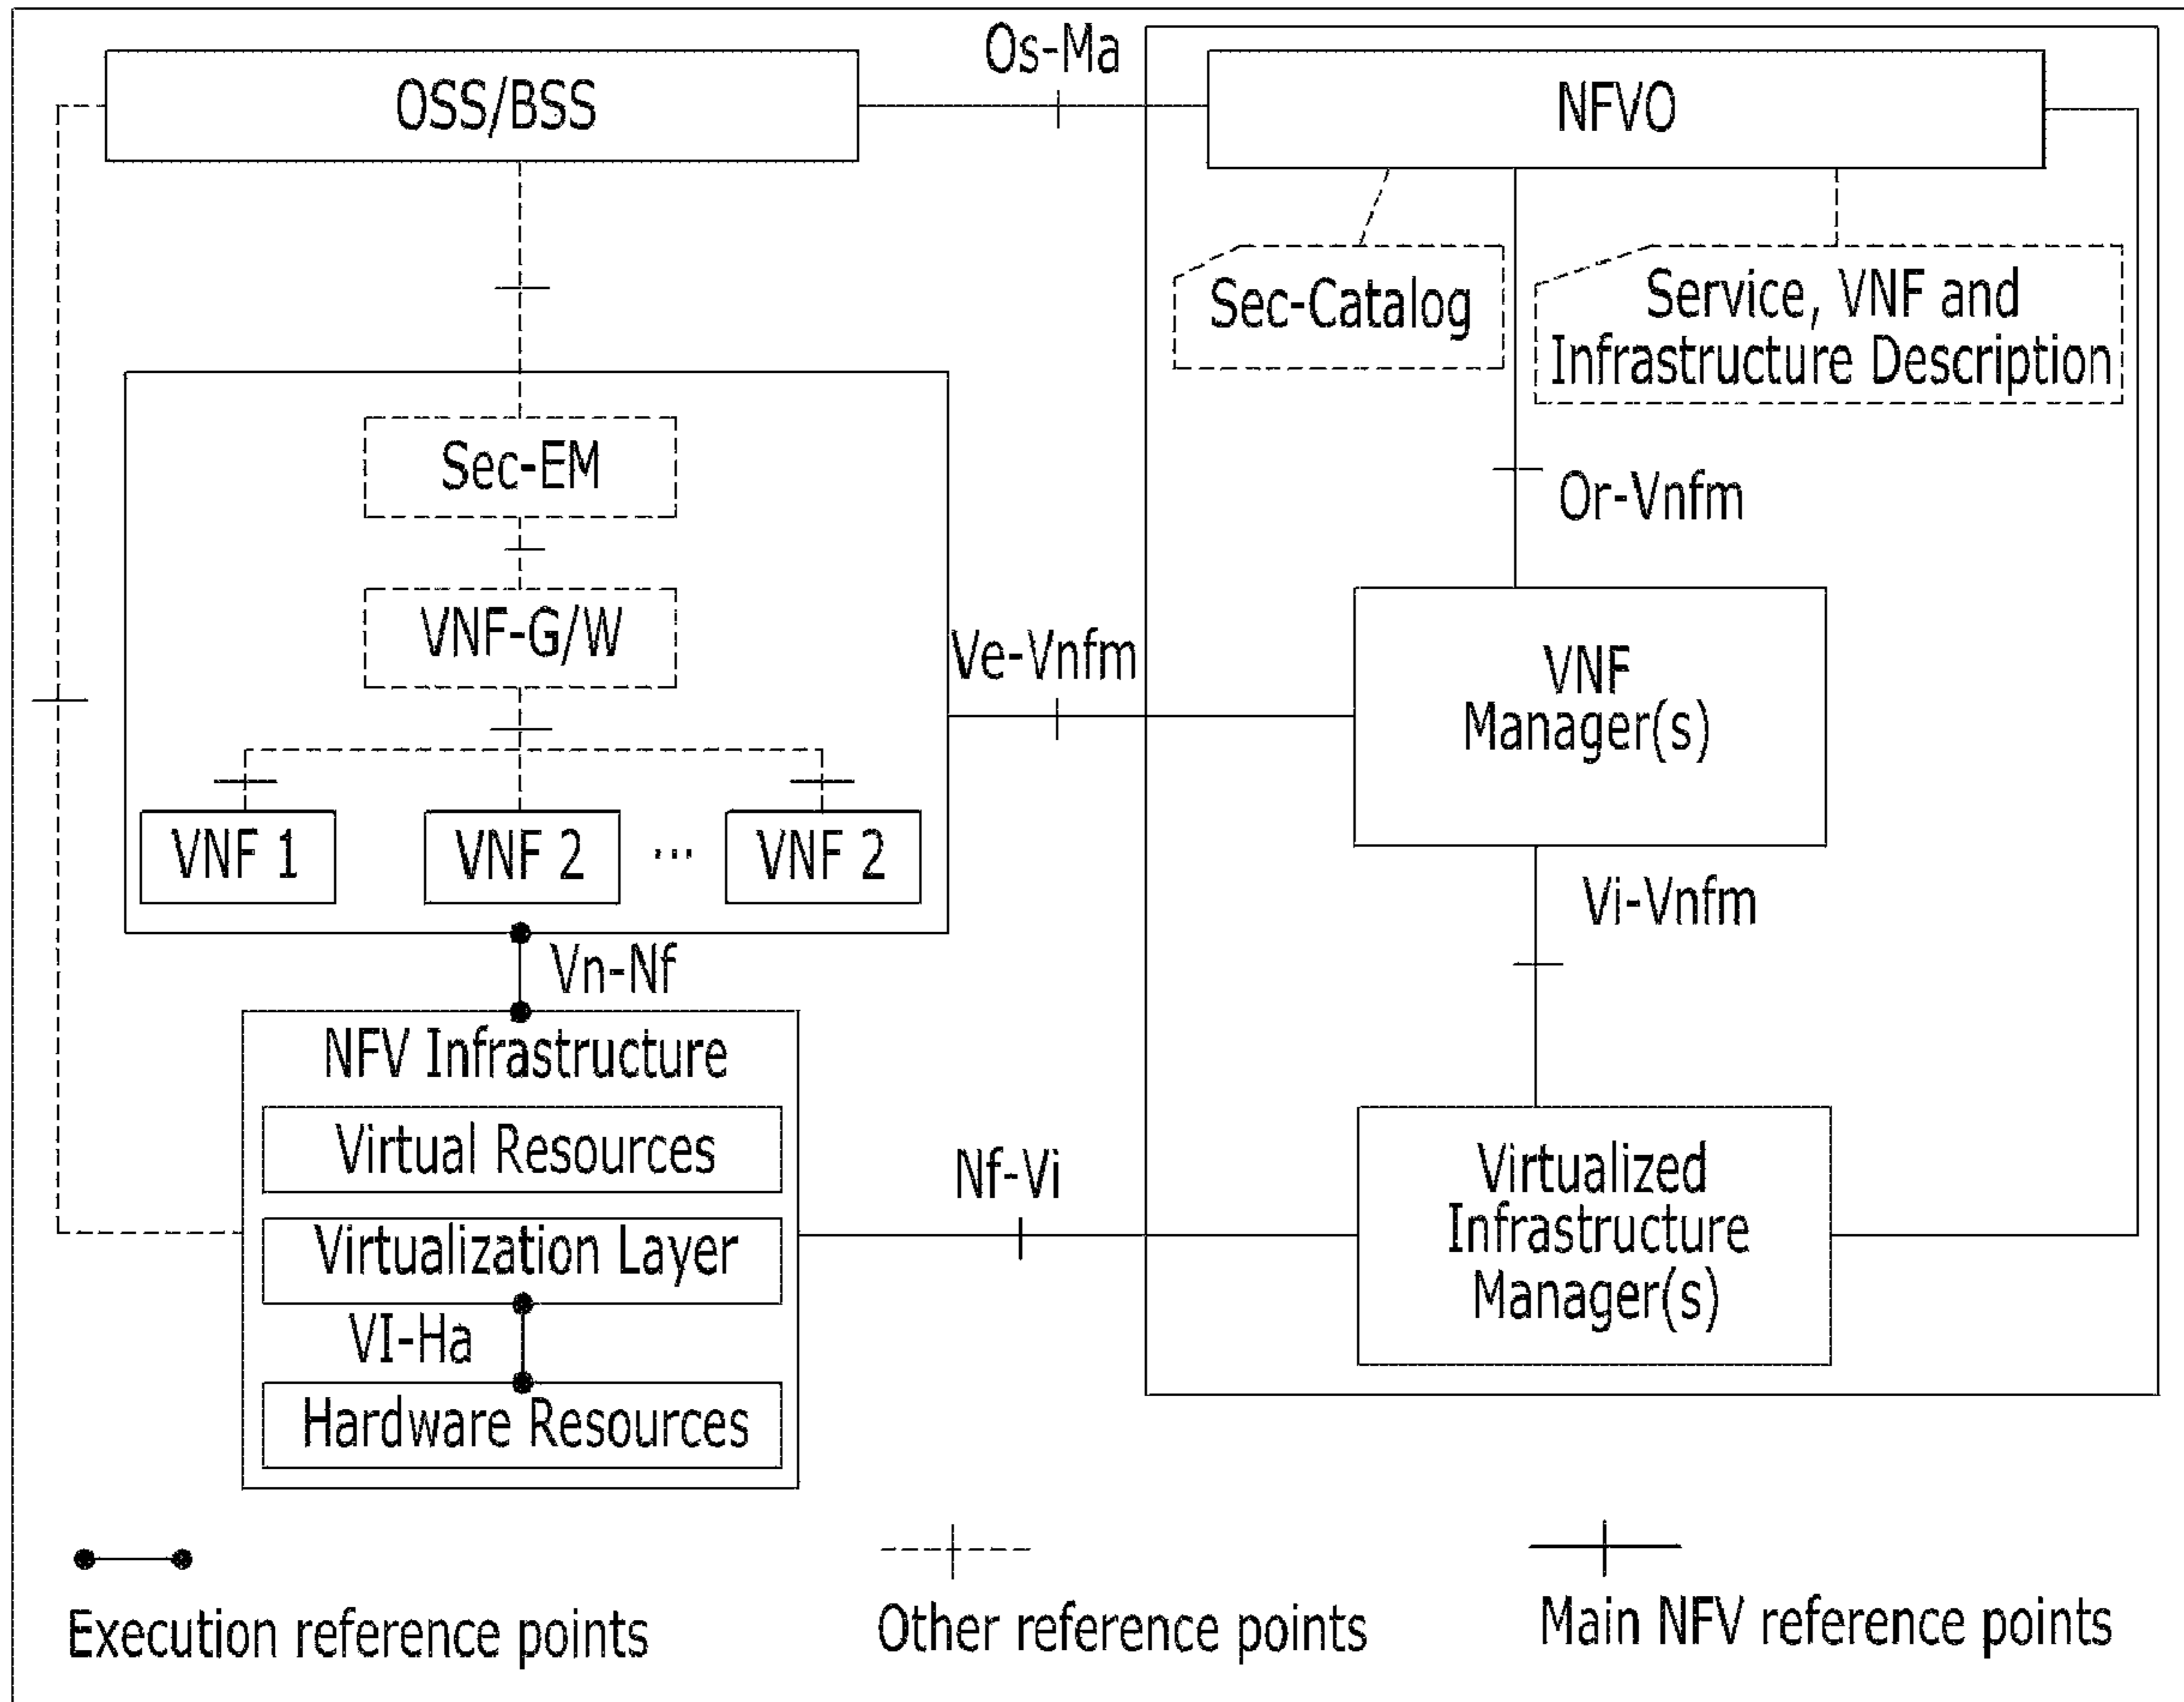 OSS/BSS
Os-Ma
NFVO
Sec-Catalog
Service, VNF and
Infrastructure Description
Sec-EM
Or-Vnfm
VNF-G/W
Ve-Vnfm
VNF
Manager(s)
VNF 1
VNF 2
...
VNF 2
Vi-Vnfm
Vn-Nf
NFV Infrastructure
Virtual Resources
Nf-Vi
Virtualized
Infrastructure
Manager(s)
Virtualization Layer
VI-Ha
Hardware Resources
Execution reference points
Other reference points
Main NFV reference points